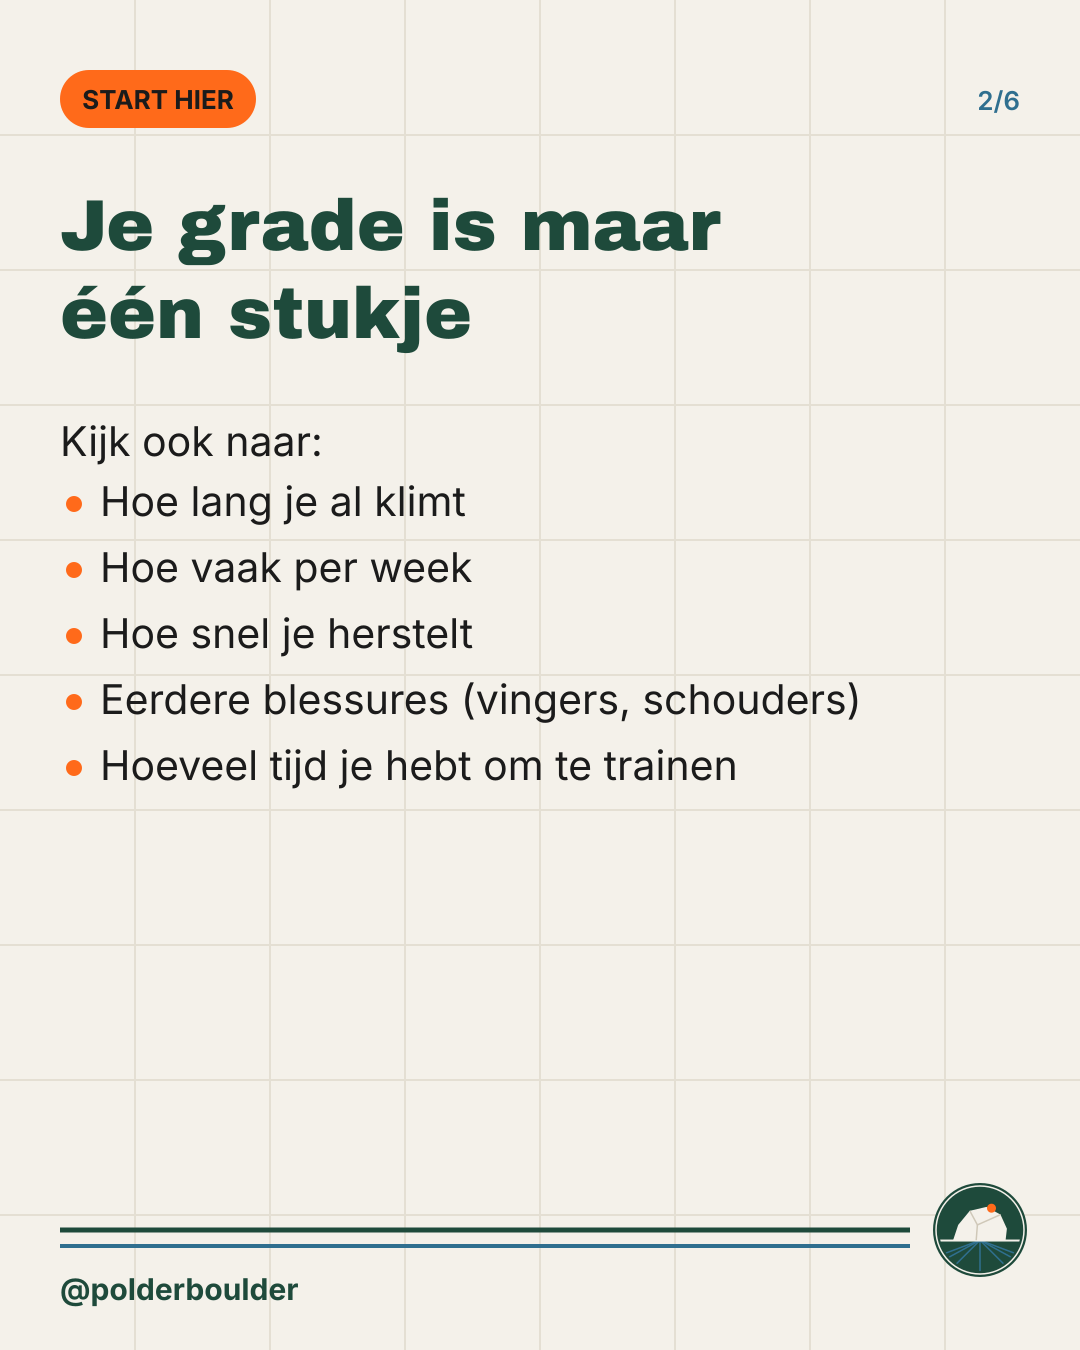 START HIER
2/6
Je grade is maar
één stukje
Kijk ook naar:
Hoe lang je al klimt
Hoe vaak per week
Hoe snel je herstelt
Eerdere blessures (vingers, schouders)
Hoeveel tijd je hebt om te trainen
@polderboulder